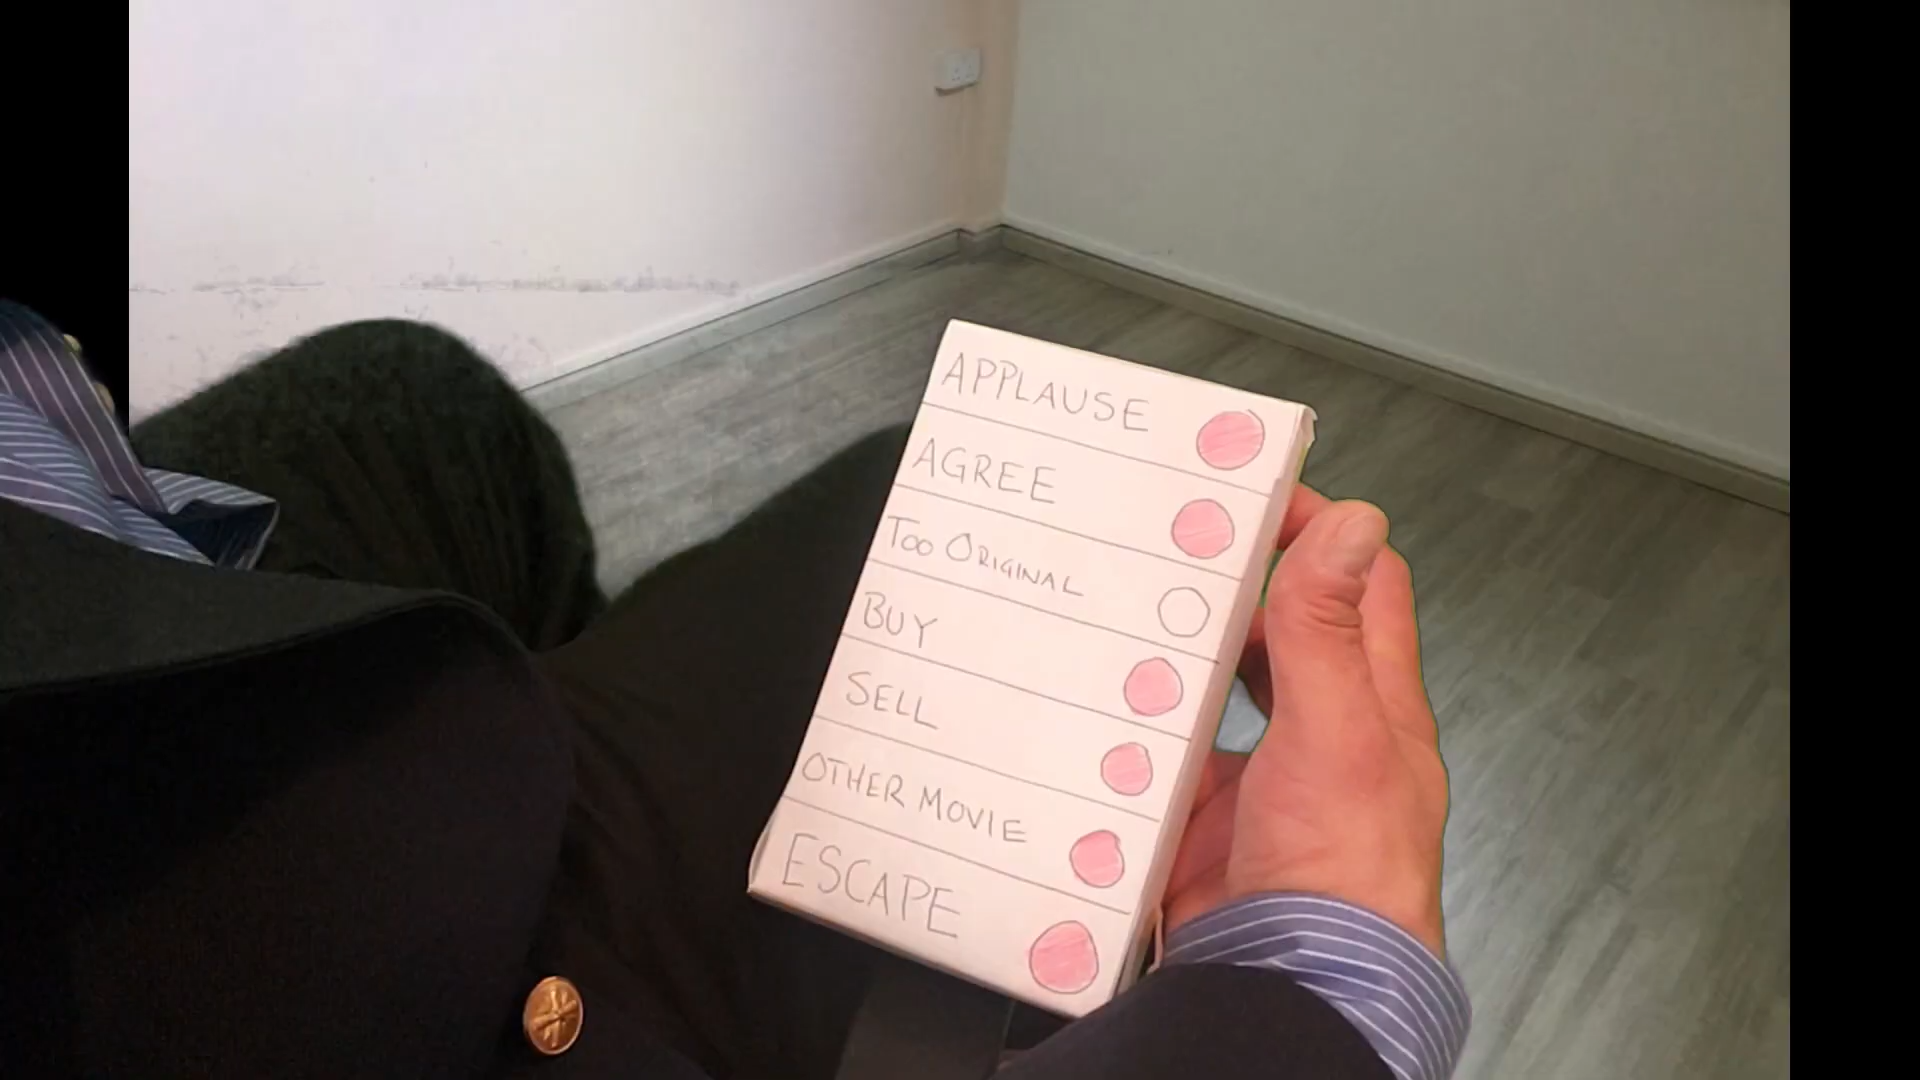 APPLAUSE
AGREE
TOO ORIGINAL
BUY
SELL
OTHER MOVIE
ESCAPE